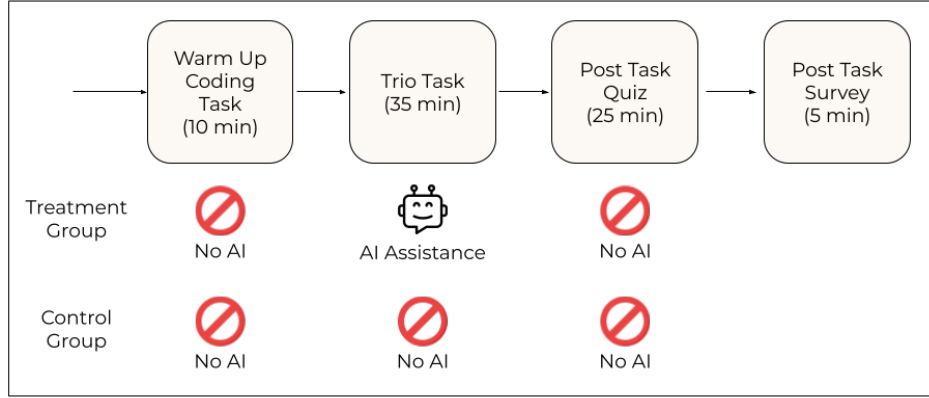 Warm Up
Coding
Task
(10 min)
Trio Task
(35 min)
Post Task
Quiz
(25 min)
Post Task
Survey
(5 min)
Treatment
Group
No AI
AI Assistance
No AI
Control
Group
No AI
No AI
No AI